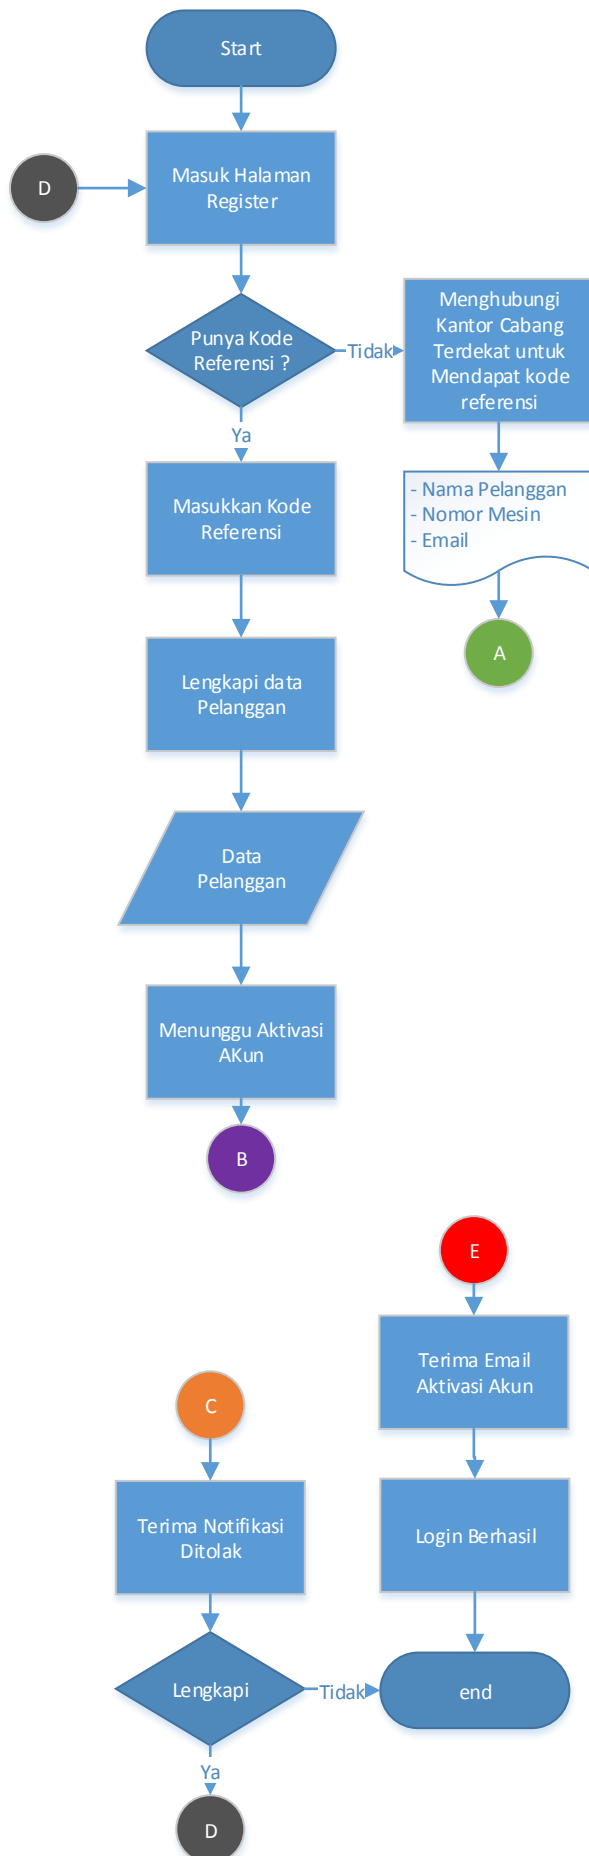 Start
D
Masuk Halaman
Register
Punya Kode
Referensi ?
Tidak
Menghubungi
Kantor Cabang
Terdekat untuk
Mendapat kode
referensi
Ya
- Nama Pelanggan
- Nomor Mesin
- Email
Masukkan Kode
Referensi
A
Lengkapi data
Pelanggan
Data
Pelanggan
Menunggu Aktivasi
AKun
B
E
Terima Email
Aktivasi Akun
C
Terima Notifikasi
Ditolak
Login Berhasil
Lengkapi
Tidak
end
Ya
D